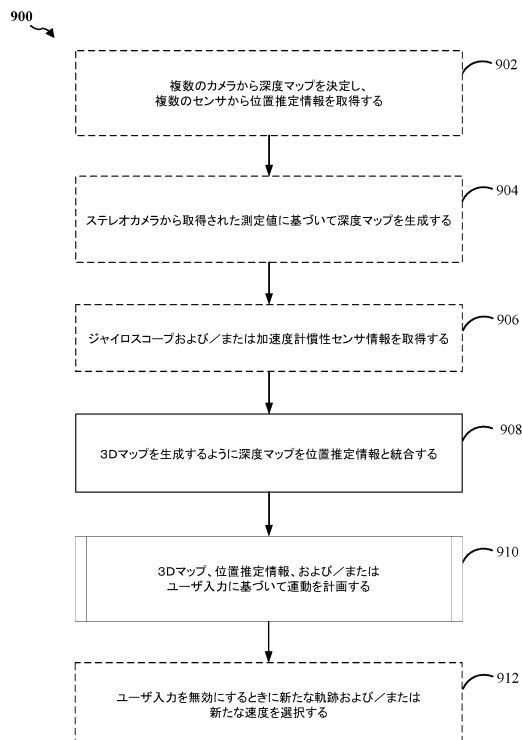 900
複数のカメラから深度マップを決定し、
複数のセンサから位置推定情報を取得する
902
ステレオカメラから取得された測定値に基づいて深度マップを生成する
904
ジャイロスコープおよび／または加速度計慣性センサ情報を取得する
906
３Dマップを生成するように深度マップを位置推定情報と統合する
908
３Dマップ、位置推定情報、および／または
ユーザ入力に基づいて運動を計画する
910
ユーザ入力を無効にするときに新たな軌跡および／または
新たな速度を選択する
912